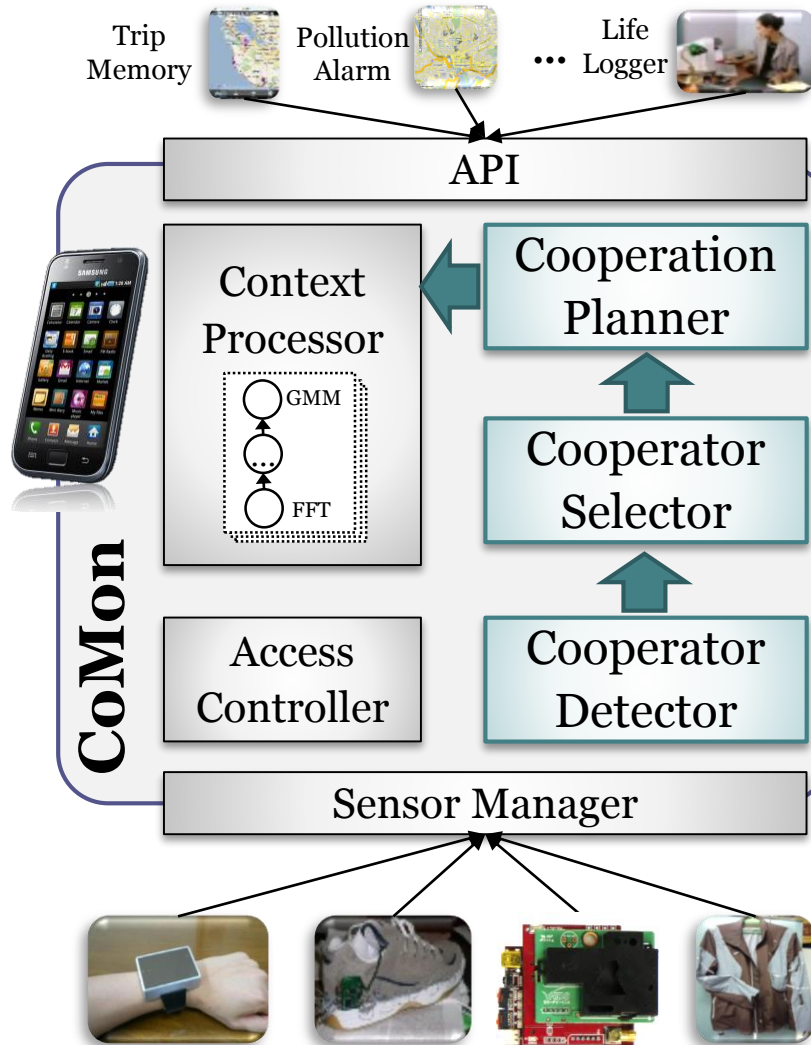 Trip
Memory
Pollution
Alarm
...
Life
Logger
API
SAMSUNG
Context
Processor
GMM
...
FFT
Cooperation
Planner
Cooperator
Selector
Access
Controller
Cooperator
Detector
CoMon
Sensor Manager